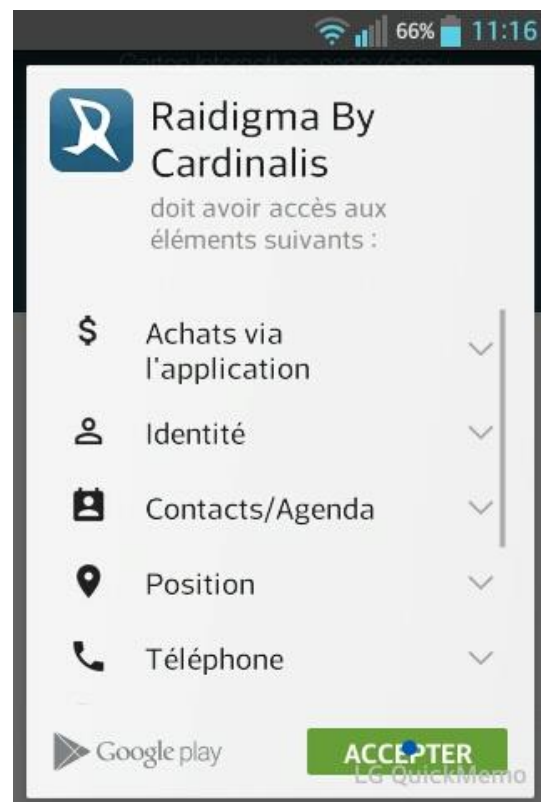 66% 11:16
Raidigma By
Cardinalis
doit avoir accès aux
éléments suivants :
$ Achats via
l'application
Identité
Contacts/Agenda
Position
Téléphone
Google play
ACCEPTER
LG QuickMemo